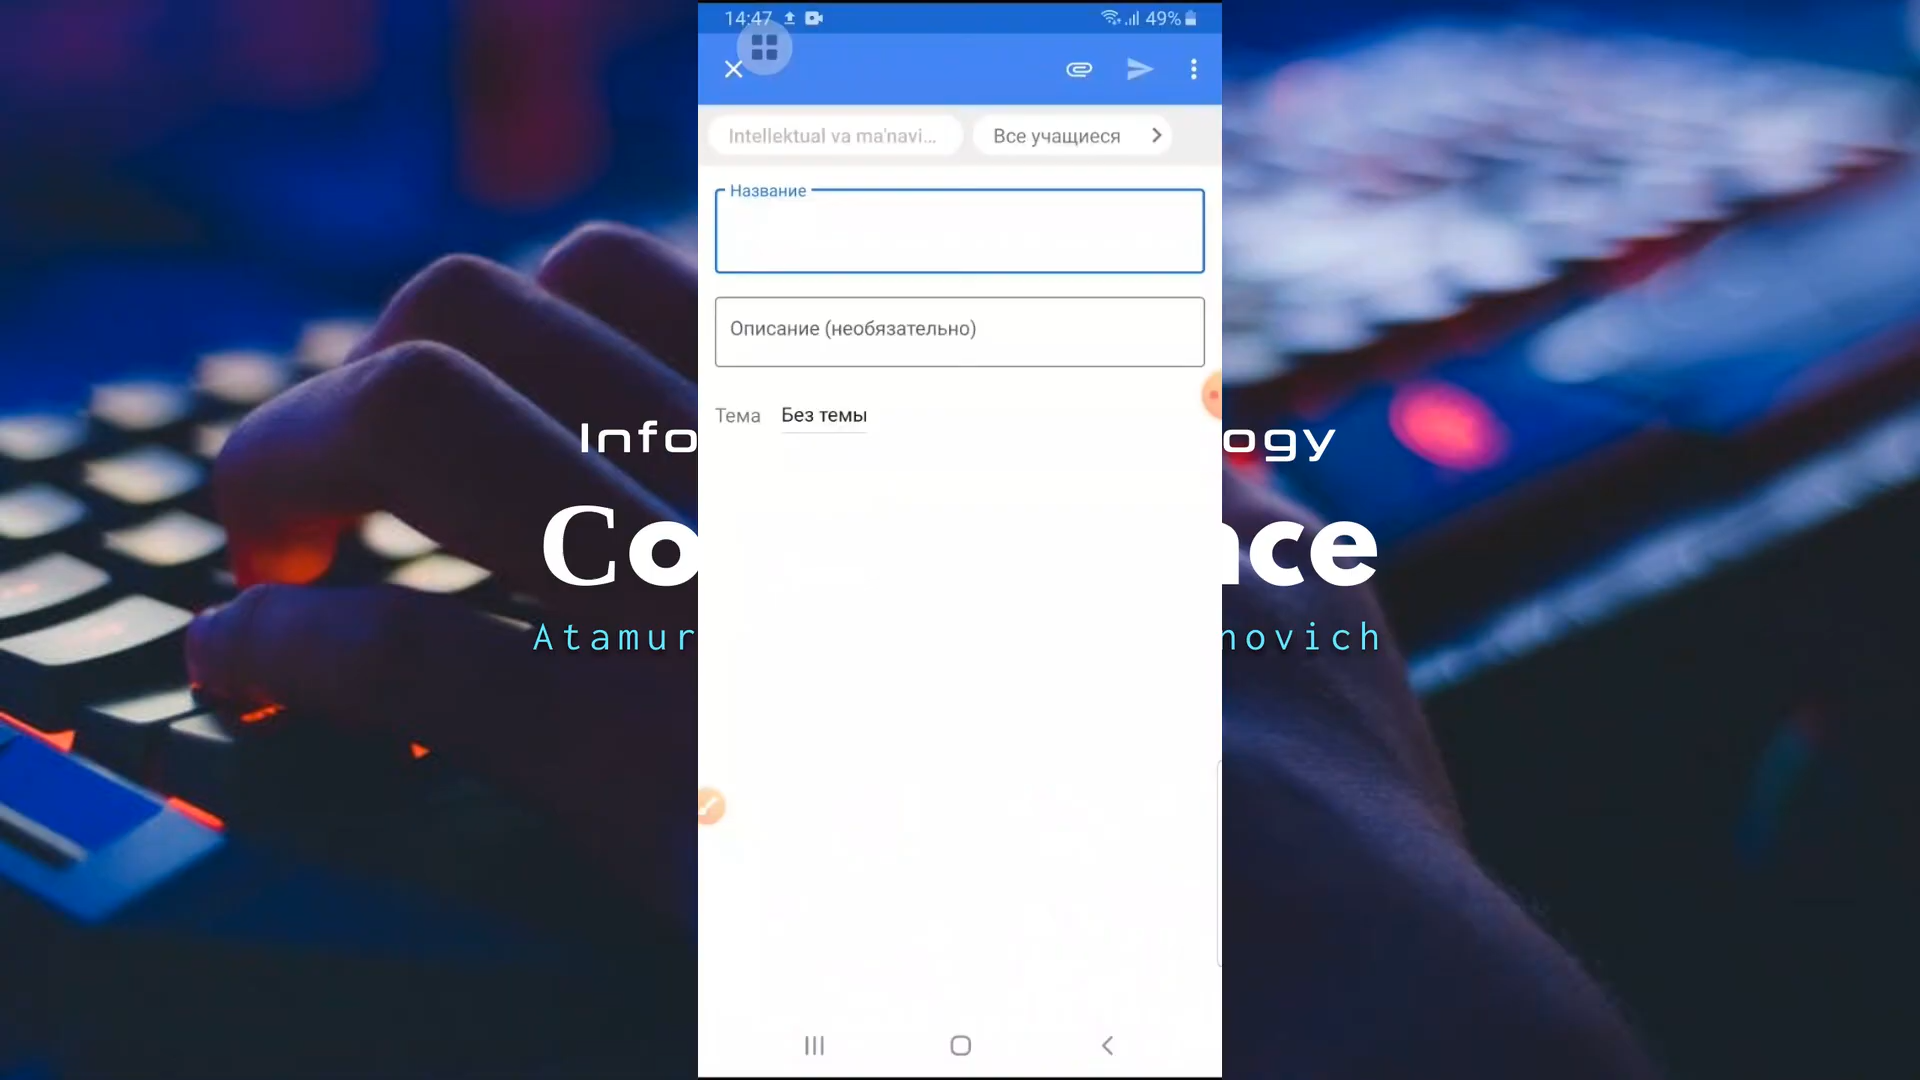 14:47
49%
Intellektual va ma'navi...
Все учащиеся
Название
Описание (необязательно)
Тема Без темы
Info ogy
Co nce
Atamur novich